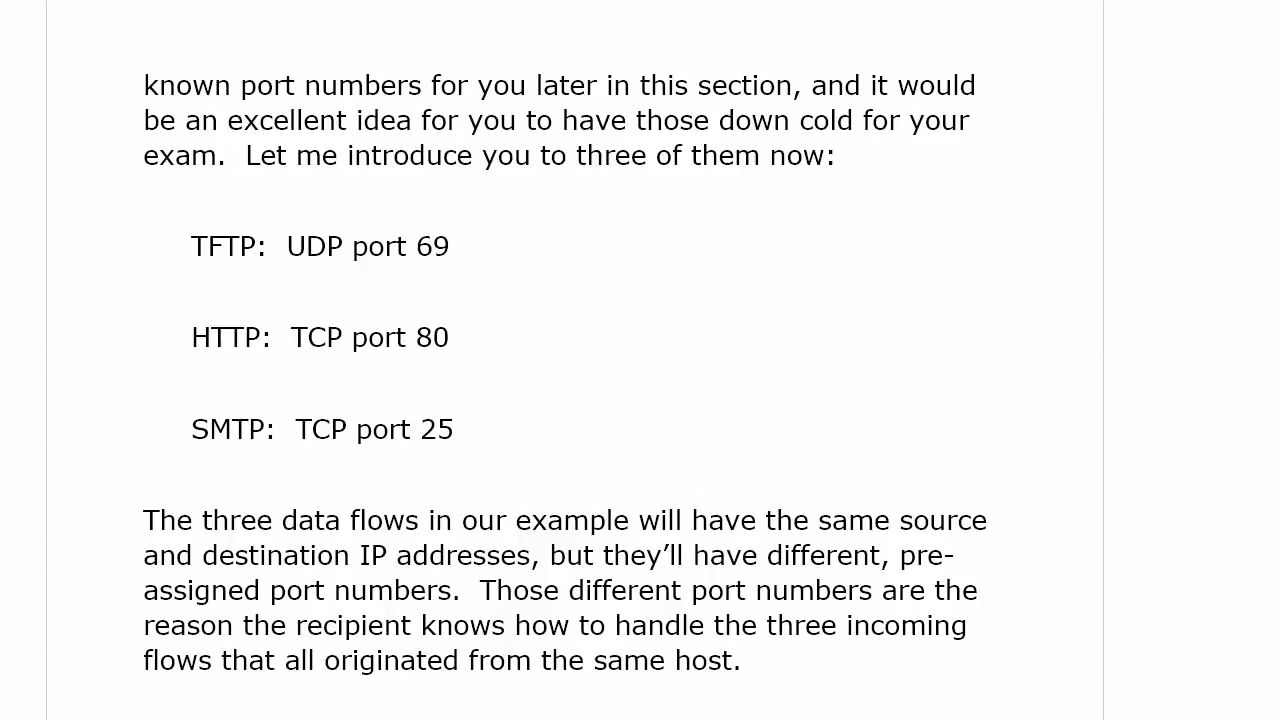 known port numbers for you later in this section, and it would
be an excellent idea for you to have those down cold for your
exam.  Let me introduce you to three of them now:
TFTP:  UDP port 69
HTTP:  TCP port 80
SMTP:  TCP port 25
The three data flows in our example will have the same source
and destination IP addresses, but they’ll have different, pre-
assigned port numbers.  Those different port numbers are the
reason the recipient knows how to handle the three incoming
flows that all originated from the same host.